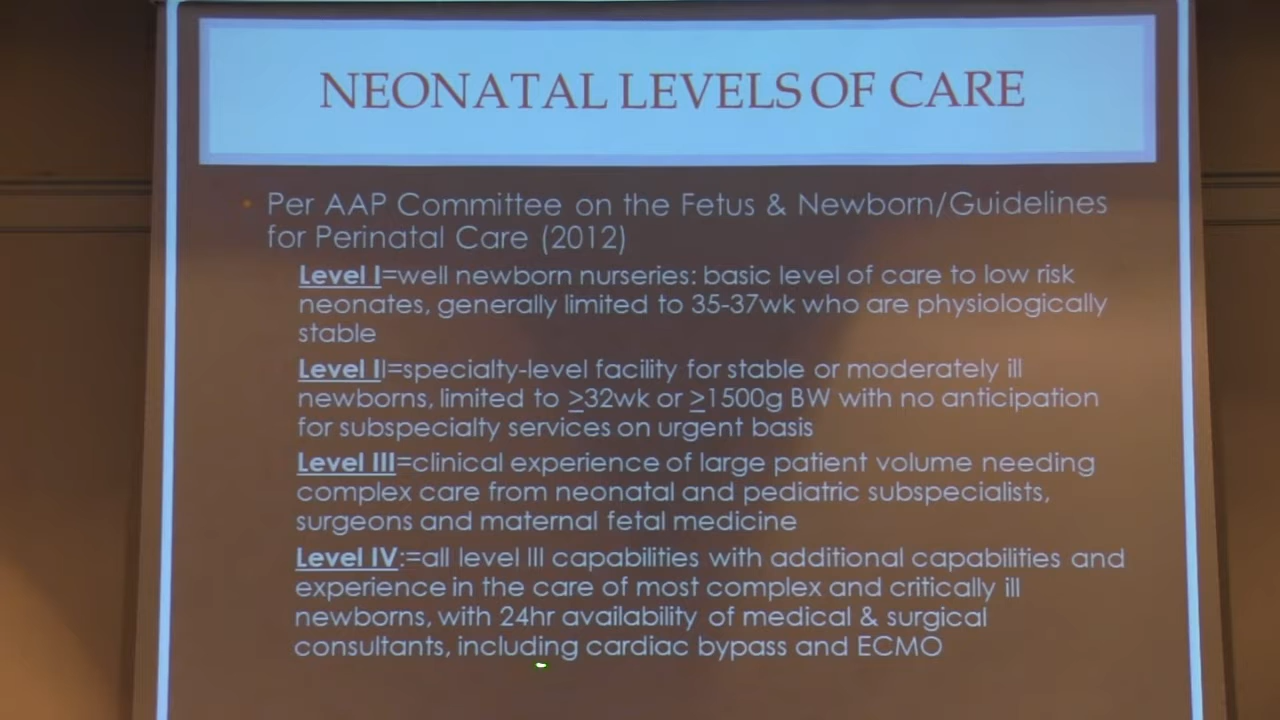 NEONATAL LEVELS OF CARE
• Per AAP Committee on the Fetus & Newborn/Guidelines
for Perinatal Care (2012)
Level I=well newborn nurseries: basic level of care to low risk
neonates, generally limited to 35-37wk who are physiologically
stable
Level II=specialty-level facility for stable or moderately ill
newborns, limited to >32wk or >1500g BW with no anticipation
for subspecialty services on urgent basis
Level III=clinical experience of large patient volume needing
complex care from neonatal and pediatric subspecialists,
surgeons and maternal fetal medicine
Level IV:=all level III capabilities with additional capabilities and
experience in the care of most complex and critically ill
newborns, with 24hr availability of medical & surgical
consultants, including cardiac bypass and ECMO